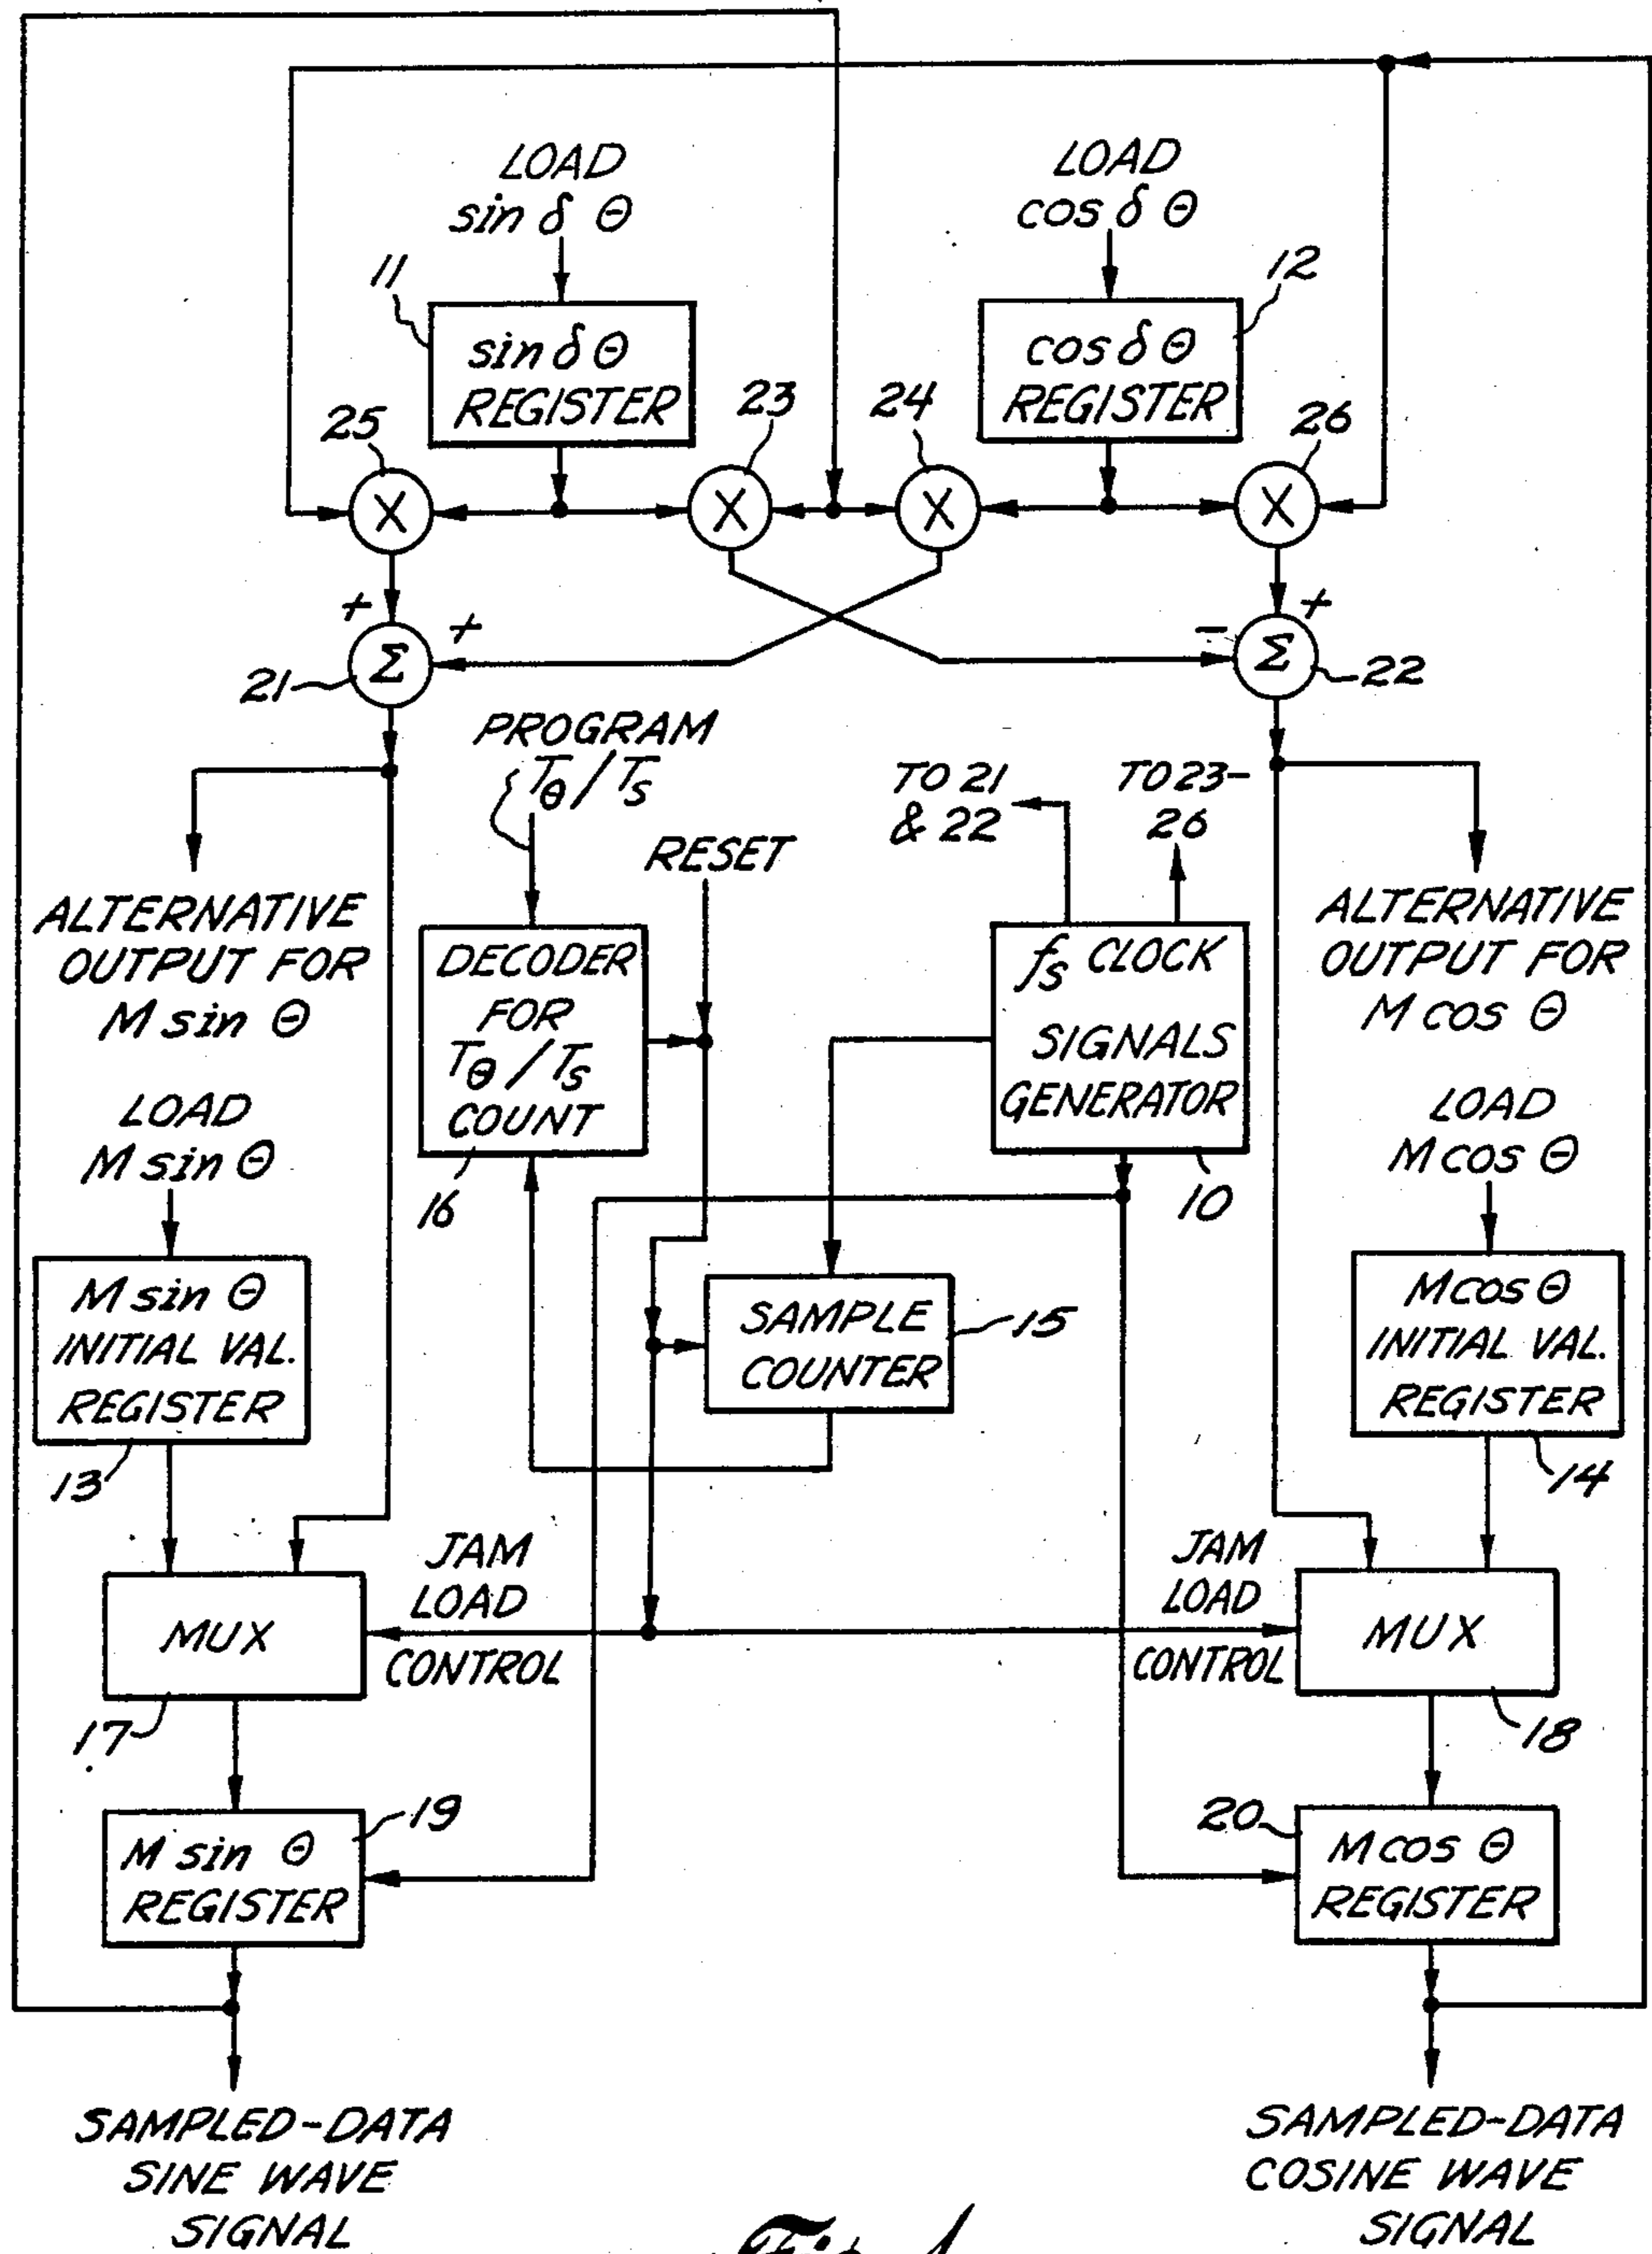 LOAD
sin δ Θ
LOAD
cos δ Θ
11
sin δ Θ
REGISTER
12
cos δ Θ
REGISTER
25
23
24
26
X
X
X
X
+
+
Σ
21
−
+
Σ
22
PROGRAM
TΘ/TS
RESET
TO 21
& 22
TO 23-
26
ALTERNATIVE
OUTPUT FOR
M sin Θ
DECODER
FOR
TΘ/TS
COUNT
16
fs CLOCK
SIGNALS
GENERATOR
10
ALTERNATIVE
OUTPUT FOR
M cos Θ
LOAD
M sin Θ
LOAD
M cos Θ
M sin Θ
INITIAL VAL.
REGISTER
13
SAMPLE
COUNTER
15
M cos Θ
INITIAL VAL.
REGISTER
14
MUX
17
JAM
LOAD
CONTROL
JAM
LOAD
CONTROL
MUX
18
M sin Θ
REGISTER
19
20
M cos Θ
REGISTER
SAMPLED-DATA
SINE WAVE
SIGNAL
SAMPLED-DATA
COSINE WAVE
SIGNAL